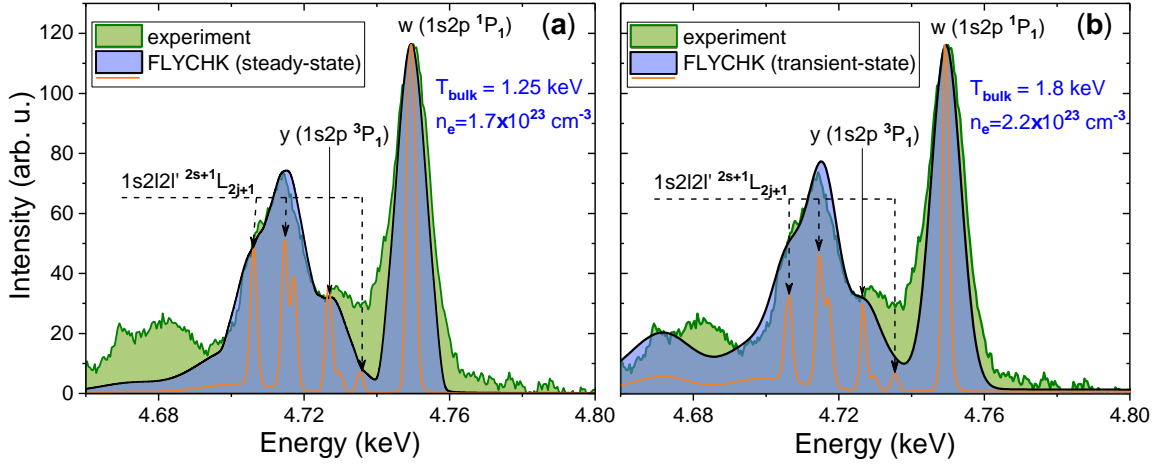 w (1s2p ¹P₁) (a)
experiment
FLYCHK (steady-state)
T_bulk = 1.25 keV
n_e=1.7x10²³ cm⁻³
y (1s2p ³P₁)
1s2l2l' ²ˢ⁺¹L₂ⱼ₊₁
120
100
80
60
40
20
0
Intensity (arb. u.)
4.68 4.72 4.76 4.80
Energy (keV)
w (1s2p ¹P₁) (b)
experiment
FLYCHK (transient-state)
T_bulk = 1.8 keV
n_e=2.2x10²³ cm⁻³
y (1s2p ³P₁)
1s2l2l' ²ˢ⁺¹L₂ⱼ₊₁
4.68 4.72 4.76 4.80
Energy (keV)